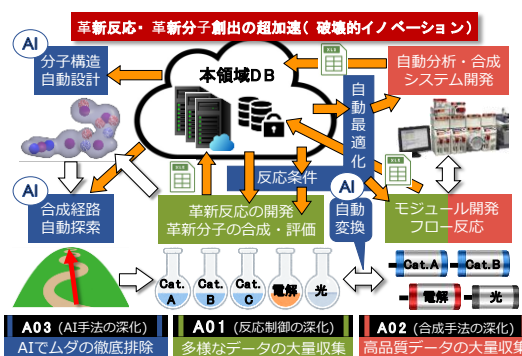 革新反応・革新分子創出の超加速(破壊的イノベーション)
AI
分子構造
自動設計
本領域DB
XLS
自動分析・合成
システム開発
自動最適化
反応条件
XLS
XLS
AI
合成経路
自動探索
革新反応の開発
革新分子の合成・評価
AI
自動
変換
モジュール開発
フロー反応
Cat.
A
Cat.
B
Cat.
C
電解
光
Cat.A
Cat.B
電解
光
A03 (AI手法の深化)
AIでムダの徹底排除
A01 (反応制御の深化)
多様なデータの大量収集
A02 (合成手法の深化)
高品質データの大量収集